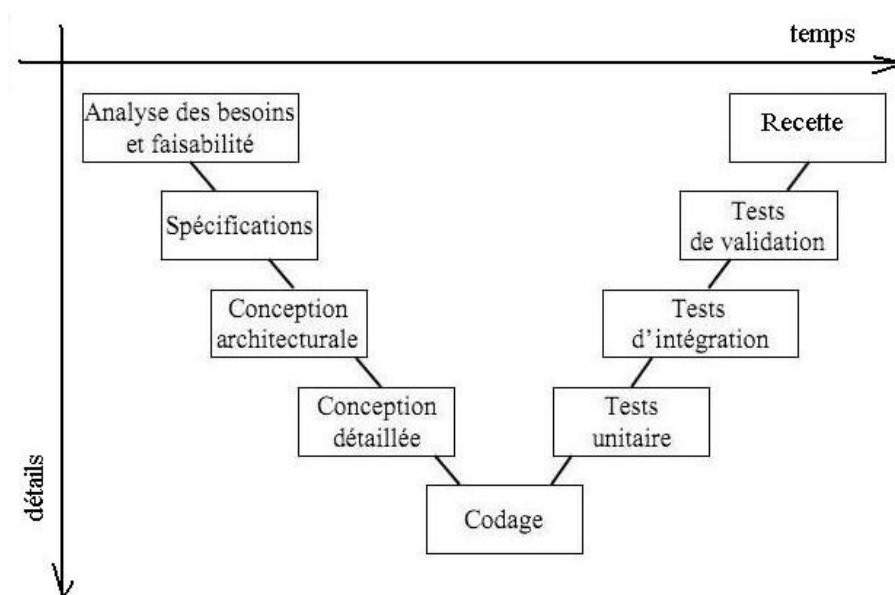 temps
Analyse des besoins
et faisabilité
Recette
Spécifications
Tests
de validation
Conception
architecturale
Tests
d'intégration
Conception
détaillée
Tests
unitaire
Codage
détails